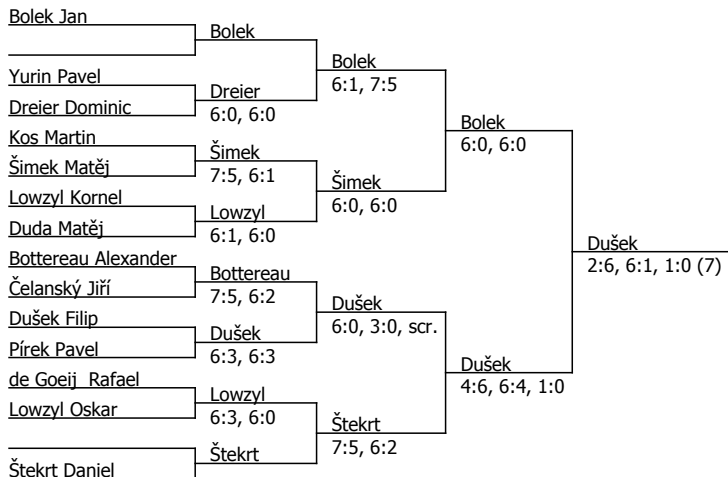 Bolek Jan
Yurin Pavel
Dreier Dominic
Kos Martin
Šimek Matěj
Lowzyl Kornel
Duda Matěj
Bottereau Alexander
Čelanský Jiří
Dušek Filip
Pírek Pavel
de Goeij  Rafael
Lowzyl Oskar
Štekrt Daniel
Bolek
Dreier
6:0, 6:0
Šimek
7:5, 6:1
Lowzyl
6:1, 6:0
Bottereau
7:5, 6:2
Dušek
6:3, 6:3
Lowzyl
6:3, 6:0
Štekrt
Bolek
6:1, 7:5
Šimek
6:0, 6:0
Dušek
6:0, 3:0, scr.
Štekrt
7:5, 6:2
Bolek
6:0, 6:0
Dušek
4:6, 6:4, 1:0
Dušek
2:6, 6:1, 1:0 (7)